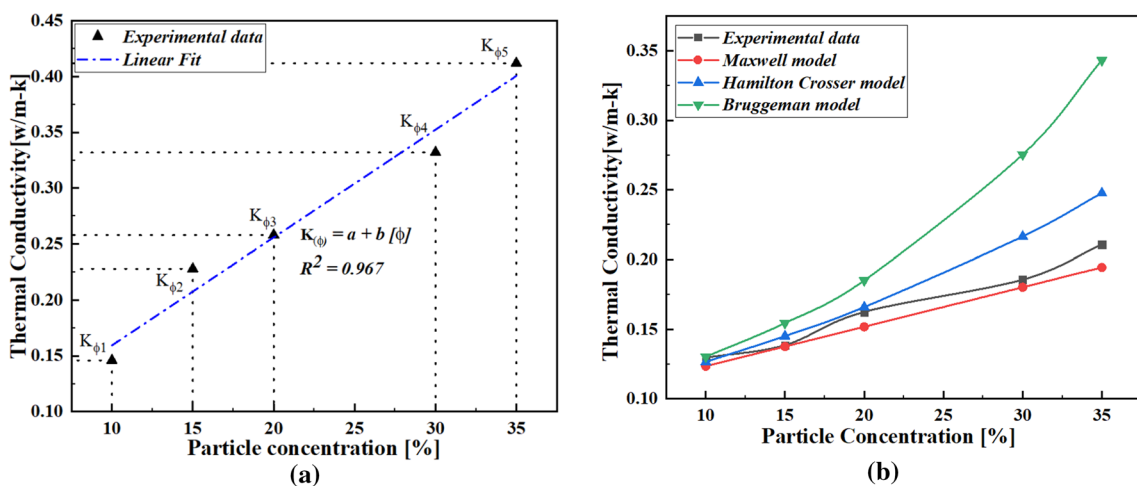 Thermal Conductivity[w/m-k]
0.45
0.40
0.35
0.30
0.25
0.20
0.15
0.10
Experimental data
Linear Fit
Kϕ1
Kϕ2
Kϕ3
Kϕ4
Kϕ5
K(ϕ) = a + b [ϕ]
R² = 0.967
10 15 20 25 30 35
Particle concentration [%]
(a)
Thermal Conductivity[w/m-k]
0.35
0.30
0.25
0.20
0.15
0.10
Experimental data
Maxwell model
Hamilton Crosser model
Bruggeman model
10 15 20 25 30 35
Particle Concentration [%]
(b)